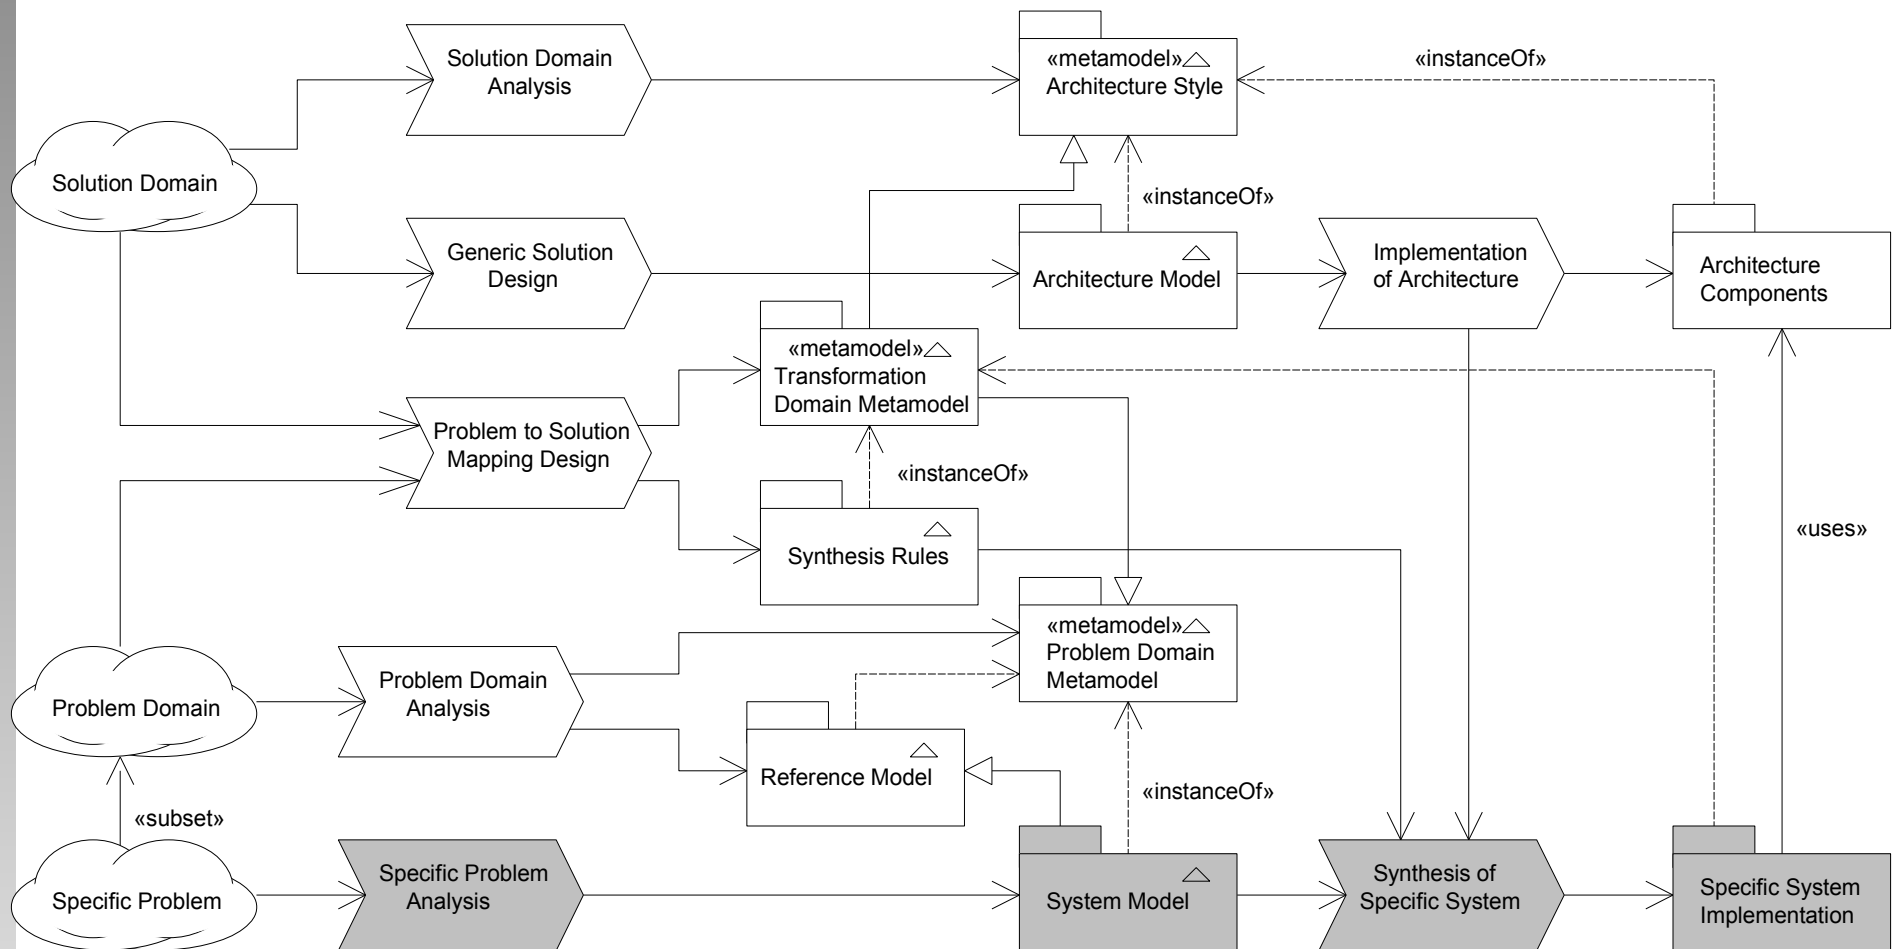 Solution Domain
Analysis
«metamodel»
Architecture Style
«instanceOf»
Solution Domain
«instanceOf»
Generic Solution
Design
Architecture Model
Implementation
of Architecture
Architecture
Components
«metamodel»
Transformation
Domain Metamodel
Problem to Solution
Mapping Design
«instanceOf»
«uses»
Synthesis Rules
«metamodel»
Problem Domain
Metamodel
Problem Domain
Problem Domain
Analysis
Reference Model
«instanceOf»
«subset»
Specific Problem
Specific Problem
Analysis
System Model
Synthesis of
Specific System
Specific System
Implementation